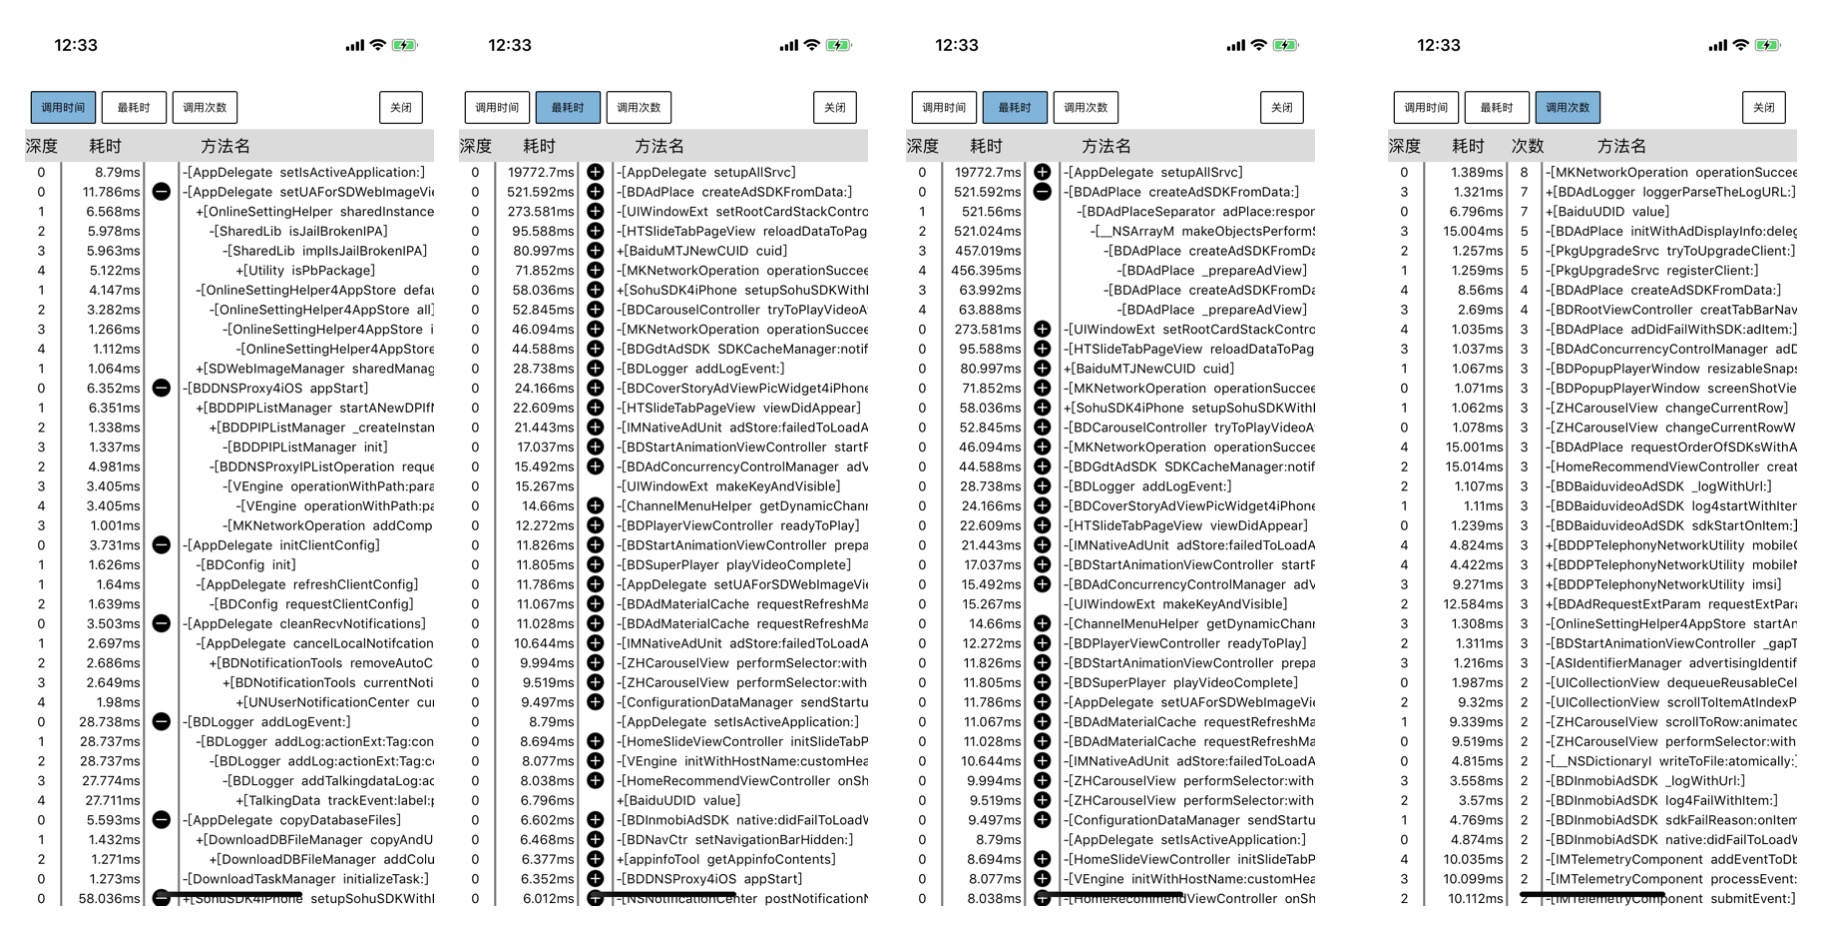 12:33
调用时间 最耗时 调用次数 关闭
深度 耗时 方法名
0 8.79ms -[AppDelegate setIsActiveApplication:]
0 11.786ms -[AppDelegate setUAForSDWebImageVi
1 6.568ms +[OnlineSettingHelper sharedInstance
2 5.978ms -[SharedLib isJailBrokenIPA]
3 5.963ms -[SharedLib implIsJailBrokenIPA]
4 5.122ms +[Utility isPbPackage]
1 4.147ms -[OnlineSettingHelper4AppStore defau
2 3.282ms -[OnlineSettingHelper4AppStore all]
3 1.266ms -[OnlineSettingHelper4AppStore i
4 1.112ms -[OnlineSettingHelper4AppStore
1 1.064ms +[SDWebImageManager sharedManag
0 6.352ms -[BDDNSProxy4iOS appStart]
1 6.351ms +[BDDPIPListManager startANewDPIf
2 1.338ms +[BDDPIPListManager _createInstan
3 1.337ms -[BDDPIPListManager init]
2 4.981ms -[BDDNSProxyIPListOperation reque
3 3.405ms -[VEngine operationWithPath:para
4 3.405ms -[VEngine operationWithPath:pa
3 1.001ms -[MKNetworkOperation addComp
0 3.731ms -[AppDelegate initClientConfig]
1 1.626ms -[BDConfig init]
1 1.64ms -[AppDelegate refreshClientConfig]
2 1.639ms -[BDConfig requestClientConfig]
0 3.503ms -[AppDelegate cleanRecvNotifications]
1 2.697ms -[AppDelegate cancelLocalNotifcation
2 2.686ms +[BDNotificationTools removeAutoC
3 2.649ms +[BDNotificationTools currentNoti
4 1.98ms +[UNUserNotificationCenter cu
0 28.738ms -[BDLogger addLogEvent:]
1 28.737ms -[BDLogger addLog:actionExt:Tag:con
2 28.737ms -[BDLogger addLog:actionExt:Tag:c
3 27.774ms -[BDLogger addTalkingdataLog:ac
4 27.711ms +[TalkingData trackEvent:label:p
0 5.593ms -[AppDelegate copyDatabaseFiles]
1 1.432ms +[DownloadDBFileManager copyAndU
2 1.271ms +[DownloadDBFileManager addColu
0 1.273ms -[DownloadTaskManager initializeTask:]
0 58.036ms +[SohuSDK4iPhone setupSohuSDKWithI
12:33
调用时间 最耗时 调用次数 关闭
深度 耗时 方法名
0 19772.7ms -[AppDelegate setupAllSrvc]
0 521.592ms -[BDAdPlace createAdSDKFromData:]
0 273.581ms -[UIWindowExt setRootCardStackContro
0 95.588ms -[HTSlideTabPageView reloadDataToPag
0 80.997ms +[BaiduMTJNewCUID cuid]
0 71.852ms -[MKNetworkOperation operationSuccee
0 58.036ms +[SohuSDK4iPhone setupSohuSDKWithI
0 52.845ms -[BDCarouselController tryToPlayVideoA
0 46.094ms -[MKNetworkOperation operationSuccee
0 44.588ms -[BDGdtAdSDK SDKCacheManager:notif
0 28.738ms -[BDLogger addLogEvent:]
0 24.166ms -[BDCoverStoryAdViewPicWidget4iPhone
0 22.609ms -[HTSlideTabPageView viewDidAppear]
0 21.443ms -[IMNativeAdUnit adStore:failedToLoadA
0 17.037ms -[BDStartAnimationViewController startF
0 15.492ms -[BDAdConcurrencyControlManager adV
0 15.267ms -[UIWindowExt makeKeyAndVisible]
0 14.66ms -[ChannelMenuHelper getDynamicChann
0 12.272ms -[BDPlayerViewController readyToPlay]
0 11.826ms -[BDStartAnimationViewController prepa
0 11.805ms -[BDSuperPlayer playVideoComplete]
0 11.786ms -[AppDelegate setUAForSDWebImageVi
0 11.067ms -[BDAdMaterialCache requestRefreshMa
0 11.028ms -[BDAdMaterialCache requestRefreshMa
0 10.644ms -[IMNativeAdUnit adStore:failedToLoadA
0 9.994ms -[ZHCarouselView performSelector:with
0 9.519ms -[ZHCarouselView performSelector:with
0 9.497ms -[ConfigurationDataManager sendStartu
0 8.79ms -[AppDelegate setIsActiveApplication:]
0 8.694ms -[HomeSlideViewController initSlideTabP
0 8.077ms -[VEngine initWithHostName:customHea
0 8.038ms -[HomeRecommendViewController onSh
0 6.796ms +[BaiduUDID value]
0 6.602ms -[BDInmobiAdSDK native:didFailToLoadW
0 6.468ms -[BDNavCtr setNavigationBarHidden:]
0 6.377ms +[appinfoTool getAppinfoContents]
0 6.352ms -[BDDNSProxy4iOS appStart]
0 6.012ms -[NSNotificationCenter postNotificationN
12:33
调用时间 最耗时 调用次数 关闭
深度 耗时 方法名
0 19772.7ms -[AppDelegate setupAllSrvc]
0 521.592ms -[BDAdPlace createAdSDKFromData:]
1 521.56ms -[BDAdPlaceSeparator adPlace:respor
2 521.024ms -[__NSArrayM makeObjectsPerformS
3 457.019ms -[BDAdPlace createAdSDKFromDa
4 456.395ms -[BDAdPlace _prepareAdView]
3 63.992ms -[BDAdPlace createAdSDKFromDa
4 63.888ms -[BDAdPlace _prepareAdView]
0 273.581ms -[UIWindowExt setRootCardStackContro
0 95.588ms -[HTSlideTabPageView reloadDataToPag
0 80.997ms +[BaiduMTJNewCUID cuid]
0 71.852ms -[MKNetworkOperation operationSuccee
0 58.036ms +[SohuSDK4iPhone setupSohuSDKWithI
0 52.845ms -[BDCarouselController tryToPlayVideoA
0 46.094ms -[MKNetworkOperation operationSuccee
0 44.588ms -[BDGdtAdSDK SDKCacheManager:notif
0 28.738ms -[BDLogger addLogEvent:]
0 24.166ms -[BDCoverStoryAdViewPicWidget4iPhone
0 22.609ms -[HTSlideTabPageView viewDidAppear]
0 21.443ms -[IMNativeAdUnit adStore:failedToLoadA
0 17.037ms -[BDStartAnimationViewController startF
0 15.492ms -[BDAdConcurrencyControlManager adV
0 15.267ms -[UIWindowExt makeKeyAndVisible]
0 14.66ms -[ChannelMenuHelper getDynamicChann
0 12.272ms -[BDPlayerViewController readyToPlay]
0 11.826ms -[BDStartAnimationViewController prepa
0 11.805ms -[BDSuperPlayer playVideoComplete]
0 11.786ms -[AppDelegate setUAForSDWebImageVi
0 11.067ms -[BDAdMaterialCache requestRefreshMa
0 11.028ms -[BDAdMaterialCache requestRefreshMa
0 10.644ms -[IMNativeAdUnit adStore:failedToLoadA
0 9.994ms -[ZHCarouselView performSelector:with
0 9.519ms -[ZHCarouselView performSelector:with
0 9.497ms -[ConfigurationDataManager sendStartu
0 8.79ms -[AppDelegate setIsActiveApplication:]
0 8.694ms -[HomeSlideViewController initSlideTabP
0 8.077ms -[VEngine initWithHostName:customHea
0 8.038ms -[HomeRecommendViewController onSh
12:33
调用时间 最耗时 调用次数 关闭
深度 耗时 次数 方法名
0 1.389ms 8 -[MKNetworkOperation operationSuccee
3 1.321ms 7 +[BDAdLogger loggerParseTheLogURL:]
0 6.796ms 7 +[BaiduUDID value]
3 15.004ms 5 -[BDAdPlace initWithAdDisplayInfo:deleg
2 1.257ms 5 -[PkgUpgradeSrvc tryToUpgradeClient:]
1 1.259ms 5 -[PkgUpgradeSrvc registerClient:]
4 8.56ms 4 -[BDAdPlace createAdSDKFromData:]
3 2.69ms 4 -[BDRootViewController creatTabBarNav
4 1.035ms 3 -[BDAdPlace adDidFailWithSDK:adItem:]
3 1.037ms 3 -[BDAdConcurrencyControlManager adD
1 1.067ms 3 -[BDPopupPlayerWindow resizableSnaps
0 1.071ms 3 -[BDPopupPlayerWindow screenShotVie
1 1.062ms 3 -[ZHCarouselView changeCurrentRow]
0 1.078ms 3 -[ZHCarouselView changeCurrentRowW
4 15.001ms 3 -[BDAdPlace requestOrderOfSDKsWithA
2 15.014ms 3 -[HomeRecommendViewController creat
2 1.107ms 3 -[BDBaiduvideoAdSDK _logWithUrl:]
1 1.11ms 3 -[BDBaiduvideoAdSDK log4startWithItem
0 1.239ms 3 -[BDBaiduvideoAdSDK sdkStartOnItem:]
4 4.824ms 3 +[BDDPTelephonyNetworkUtility mobileC
4 4.422ms 3 +[BDDPTelephonyNetworkUtility mobileN
3 9.271ms 3 +[BDDPTelephonyNetworkUtility imsi]
2 12.584ms 3 +[BDAdRequestExtParam requestExtPara
3 1.308ms 3 -[OnlineSettingHelper4AppStore startAn
2 1.311ms 3 -[BDStartAnimationViewController _gapT
3 1.216ms 3 -[ASIdentifierManager advertisingIdentif
0 1.987ms 2 -[UICollectionView dequeueReusableCel
2 9.32ms 2 -[UICollectionView scrollToItemAtIndexP
1 9.339ms 2 -[ZHCarouselView scrollToRow:animated
0 9.519ms 2 -[ZHCarouselView performSelector:with
0 4.815ms 2 -[__NSDictionaryI writeToFile:atomically:]
3 3.558ms 2 -[BDInmobiAdSDK _logWithUrl:]
2 3.57ms 2 -[BDInmobiAdSDK log4FailWithItem:]
1 4.769ms 2 -[BDInmobiAdSDK sdkFailReason:onItem
0 4.874ms 2 -[BDInmobiAdSDK native:didFailToLoadW
4 10.035ms 2 -[IMTelemetryComponent addEventToDb
3 10.099ms 2 -[IMTelemetryComponent processEvent:
2 10.112ms 2 -[IMTelemetryComponent submitEvent:]